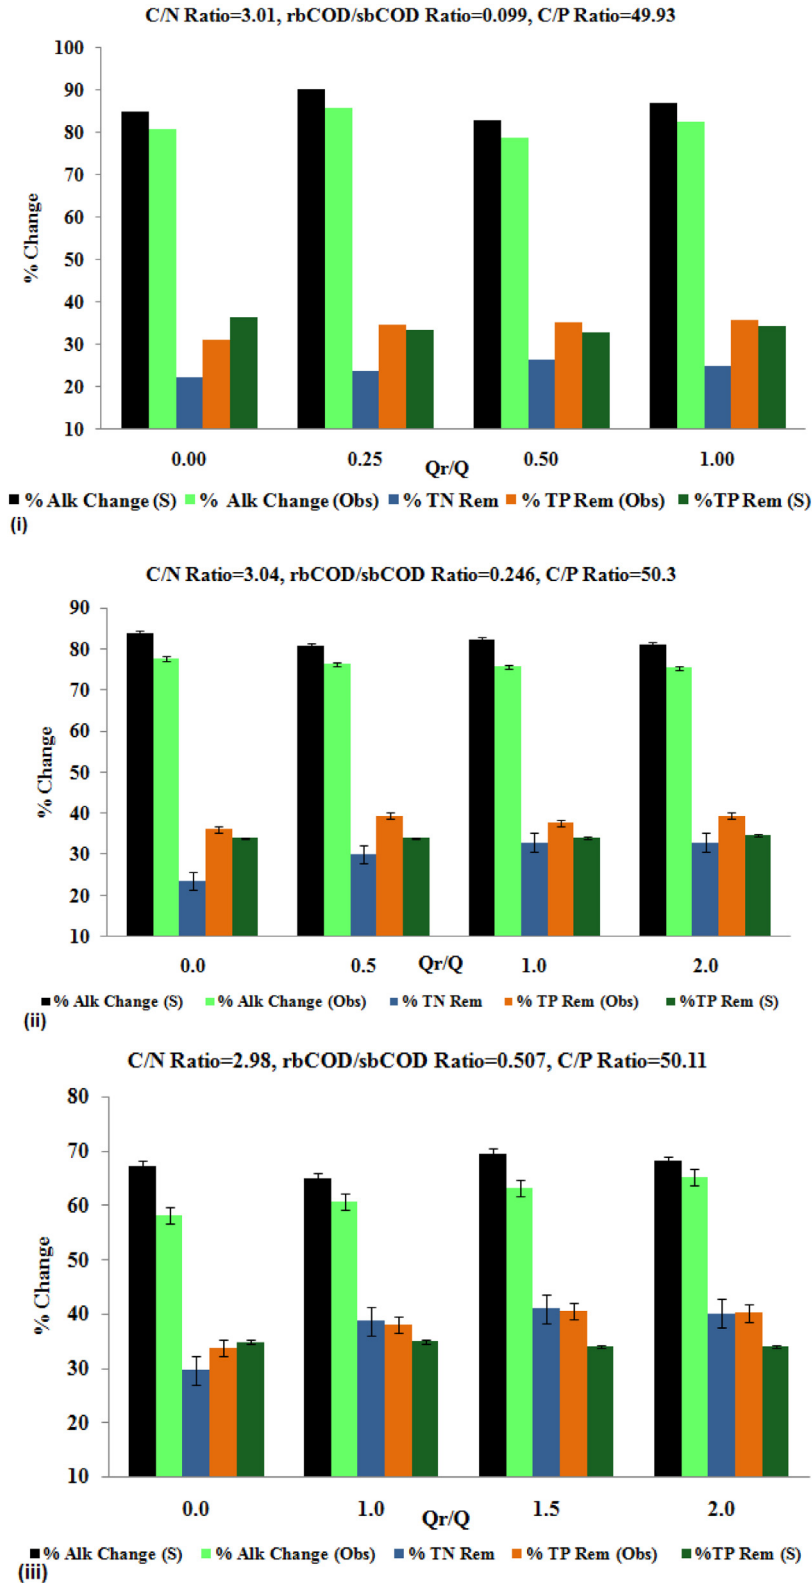 C/N Ratio=3.01, rbCOD/sbCOD Ratio=0.099, C/P Ratio=49.93
100
90
80
70
60
50
40
30
20
10
% Change
0.00 0.25 0.50 1.00
Qr/Q
% Alk Change (S) % Alk Change (Obs) % TN Rem % TP Rem (Obs) %TP Rem (S)
(i)
C/N Ratio=3.04, rbCOD/sbCOD Ratio=0.246, C/P Ratio=50.3
90
80
70
60
50
40
30
20
10
% Change
0.0 0.5 1.0 2.0
Qr/Q
% Alk Change (S) % Alk Change (Obs) % TN Rem % TP Rem (Obs) %TP Rem (S)
(ii)
C/N Ratio=2.98, rbCOD/sbCOD Ratio=0.507, C/P Ratio=50.11
80
70
60
50
40
30
20
10
% Change
0.0 1.0 1.5 2.0
Qr/Q
% Alk Change (S) % Alk Change (Obs) % TN Rem % TP Rem (Obs) %TP Rem (S)
(iii)